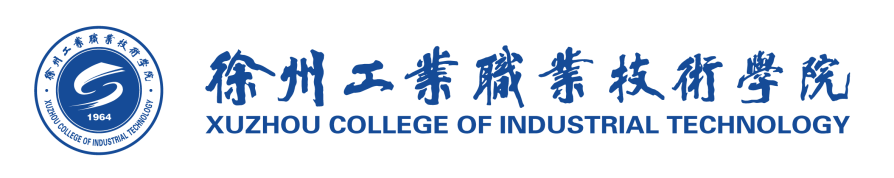 ·徐州工業職業技術學院·
1964
XUZHOU COLLEGE OF INDUSTRIAL TECHNOLOGY
徐州工業職業技術學院
XUZHOU COLLEGE OF INDUSTRIAL TECHNOLOGY